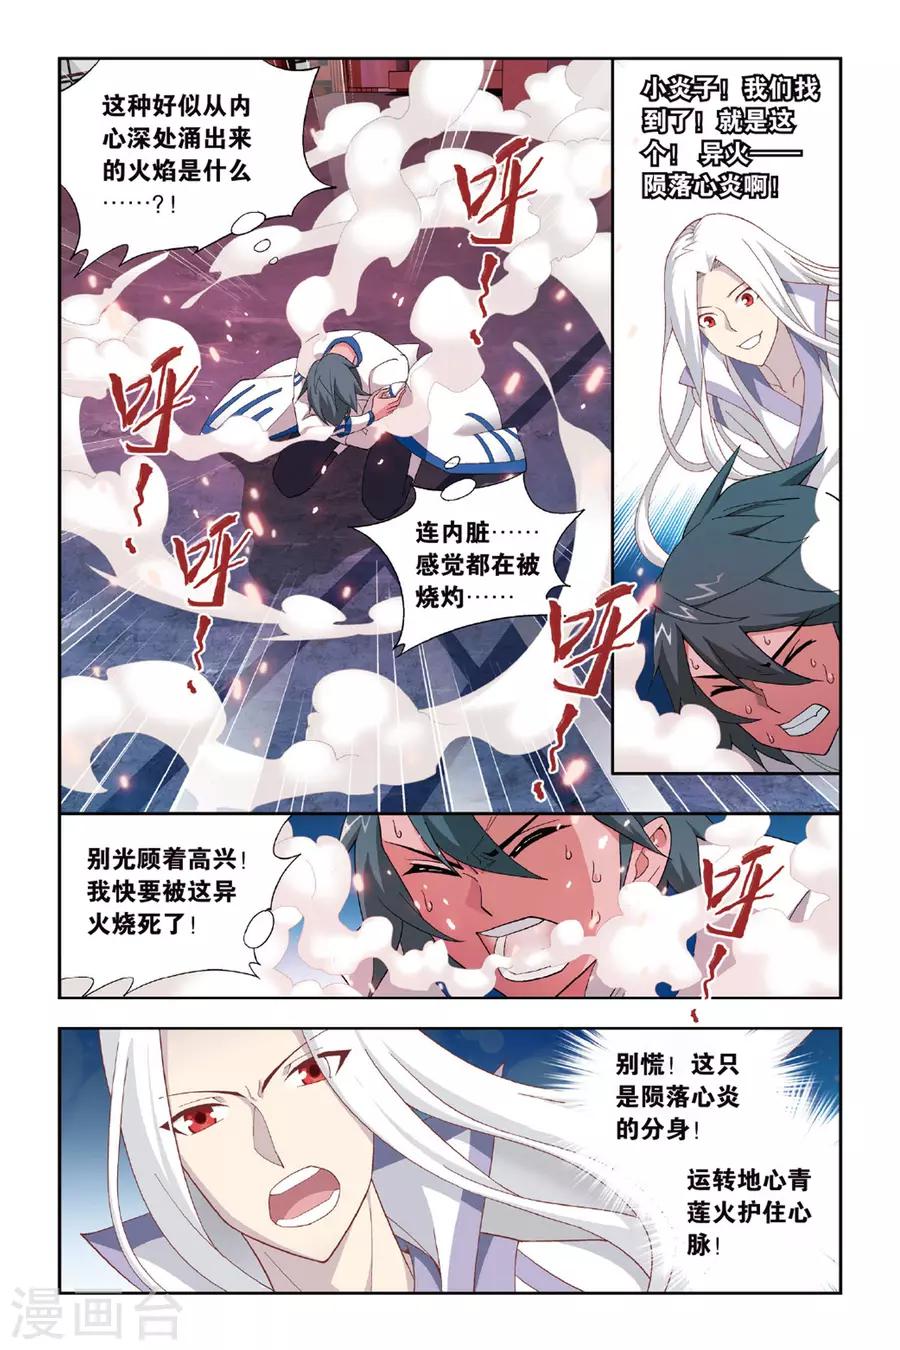 这种好似从内
心深处涌出来
的火焰是什么
……?!
呼
呼
呼
连内脏……
感觉都在被
烧灼……
呼
小炎子！我们找
到了！就是这
个！异火——
陨落心炎啊！
别光顾着高兴！
我快要被这异
火烧死了！
呼
别慌！这只
是陨落心炎
的分身！
运转地心青
莲火护住心
脉！
漫画台